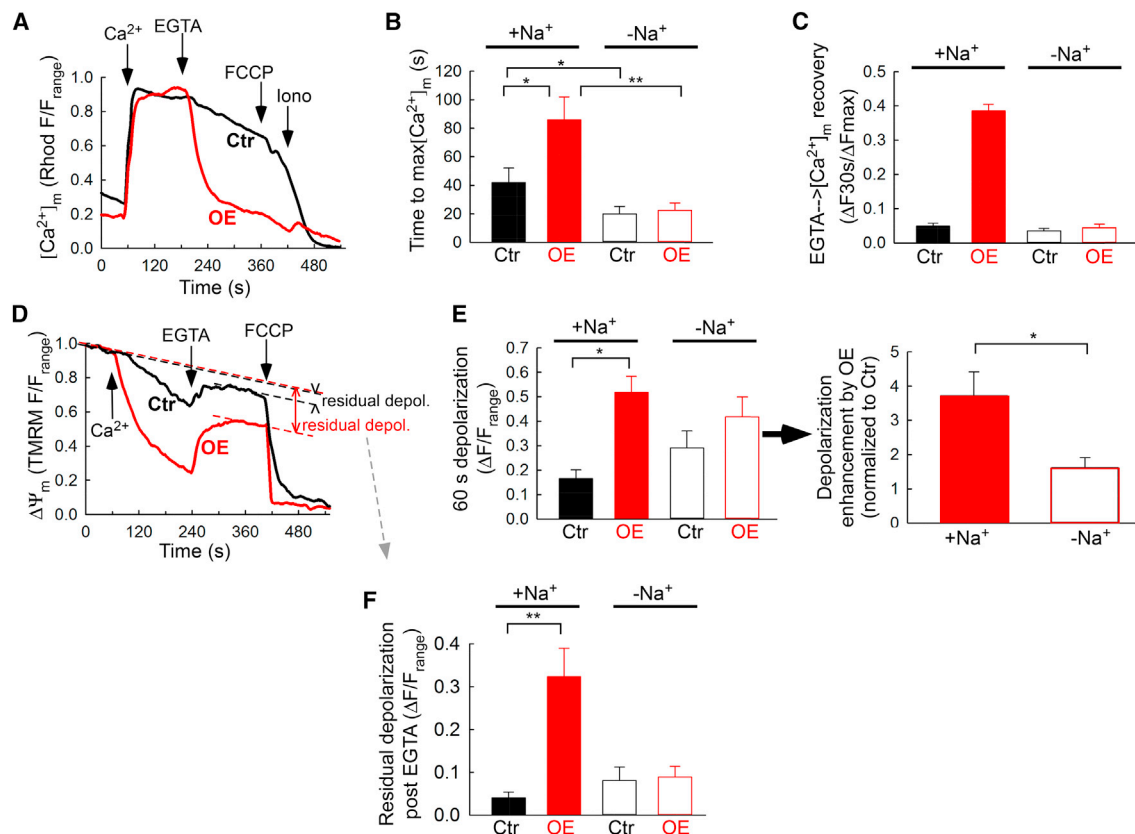 A
Ca²⁺
EGTA
FCCP
Iono
[Ca²⁺]m (Rhod F/Frange)
1.0
0.8
0.6
0.4
0.2
0.0
Ctr
OE
0 120 240 360 480
Time (s)
B
+Na⁺ -Na⁺
*
* **
Time to max[Ca²⁺]m (s)
120
100
80
60
40
20
0
Ctr OE Ctr OE
C
+Na⁺ -Na⁺
EGTA-->[Ca²⁺]m recovery
(ΔF30s/ΔFmax)
0.5
0.4
0.3
0.2
0.1
0.0
Ctr OE Ctr OE
D
EGTA FCCP
ΔΨm (TMRM F/Frange)
1.0
0.8
0.6
0.4
0.2
0.0
Ca²⁺
Ctr
OE
residual depol.
residual depol.
0 120 240 360 480
Time (s)
E
+Na⁺ -Na⁺
*
60 s depolarization
(ΔF/Frange)
0.7
0.6
0.5
0.4
0.3
0.2
0.1
0.0
Ctr OE Ctr OE
*
Depolarization
enhancement by OE
(normalized to Ctr)
5
4
3
2
1
0
+Na⁺ -Na⁺
F
+Na⁺ -Na⁺
**
Residual depolarization
post EGTA (ΔF/Frange)
0.4
0.3
0.2
0.1
0.0
Ctr OE Ctr OE